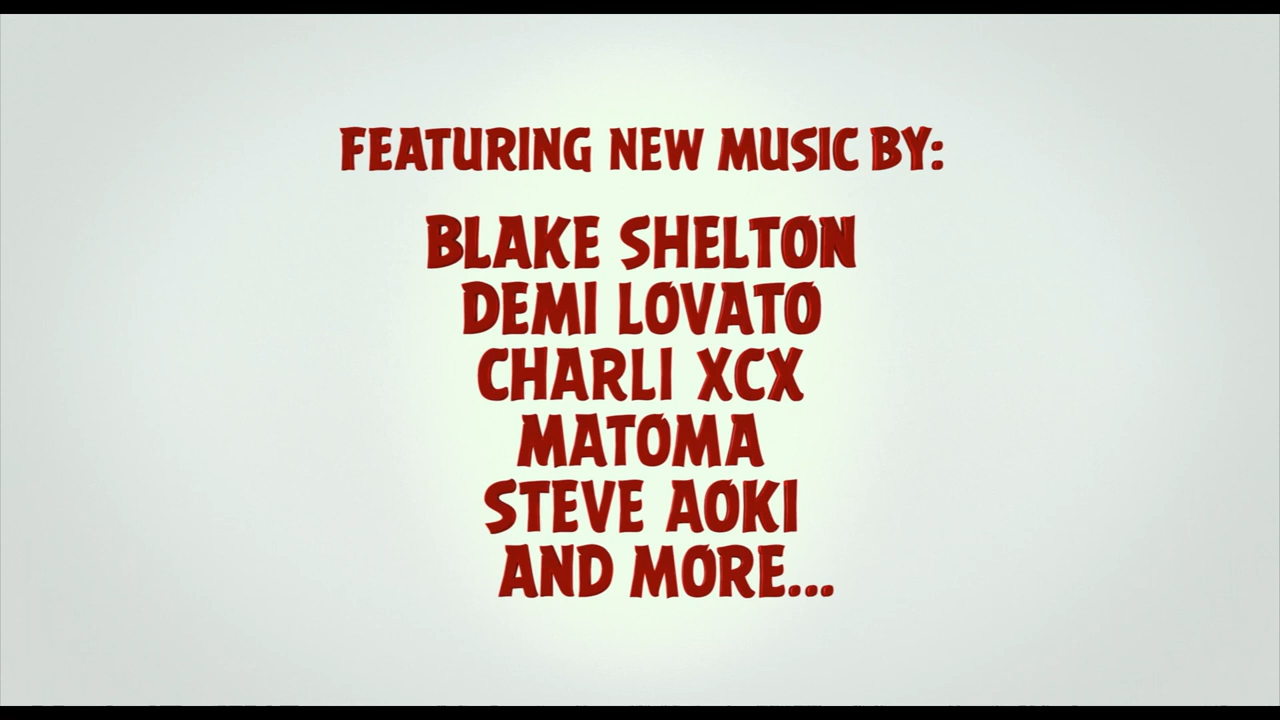 FEATURING NEW MUSIC BY:
BLAKE SHELTON
DEMI LOVATO
CHARLI XCX
MATOMA
STEVE AOKI
AND MORE...